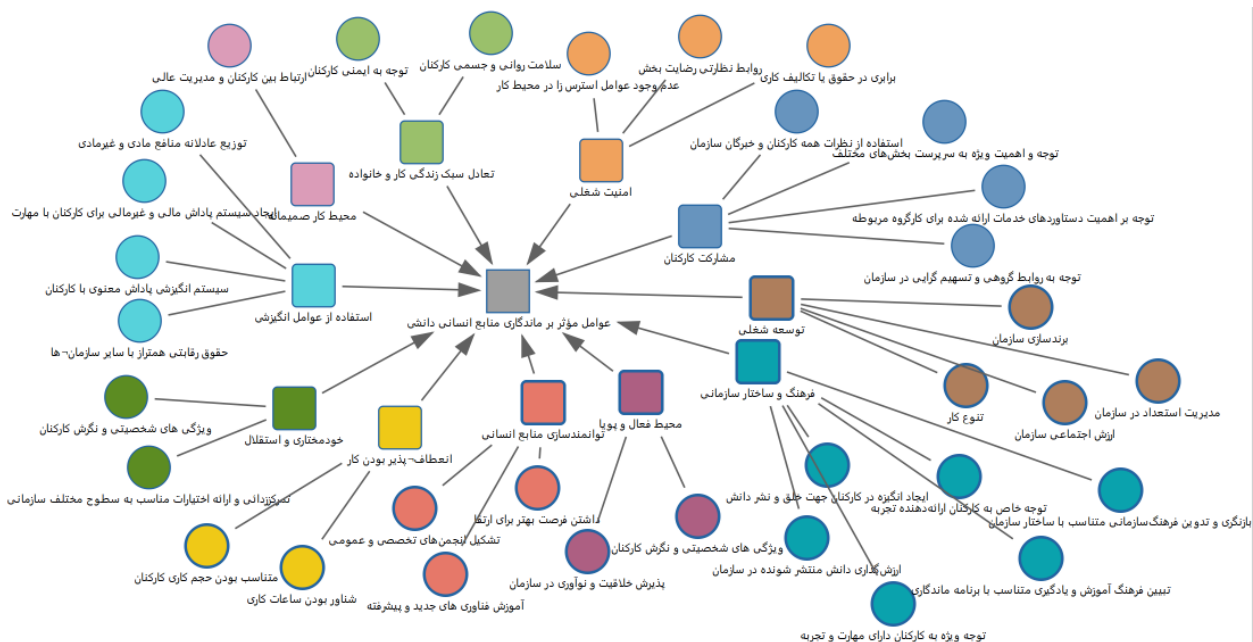 ارتباط بین کارکنان و مدیریت عالی
توجه به ایمنی کارکنان
سلامت روانی و جسمی کارکنان
عدم وجود عوامل استرس زا در محیط کار
روابط نظارتی رضایت بخش
برابری در حقوق یا تکالیف کاری
توزیع عادلانه منافع مادی و غیرمادی
استفاده از نظرات همه کارکنان و خبرگان سازمان
توجه و اهمیت ویژه به سرپرست بخش‌های مختلف
تعادل سبک زندگی کار و خانواده
امنیت شغلی
محیط کار صمیمانه
ایجاد سیستم پاداش مالی و غیرمالی برای کارکنان با مهارت
توجه بر اهمیت دستاوردهای خدمات ارائه شده برای کارگروه مربوطه
مشارکت کارکنان
توجه به روابط گروهی و تسهیم گرایی در سازمان
سیستم انگیزشی پاداش معنوی با کارکنان
استفاده از عوامل انگیزشی
عوامل مؤثر بر ماندگاری منابع انسانی دانشی
توسعه شغلی
برندسازی سازمان
حقوق رقابتی همتراز با سایر سازمان¬ها
فرهنگ و ساختار سازمانی
مدیریت استعداد در سازمان
تنوع کار
ارزش اجتماعی سازمان
ویژگی های شخصیتی و نگرش کارکنان
خودمختاری و استقلال
انعطاف¬پذیر بودن کار
توانمندسازی منابع انسانی
محیط فعال و پویا
تمرکززدائی و ارائه اختیارات مناسب به سطوح مختلف سازمانی
داشتن فرصت بهتر برای ارتقا
ایجاد انگیزه در کارکنان جهت خلق و نشر دانش
توجه خاص به کارکنان ارائه‌دهنده تجربه
بازنگری و تدوین فرهنگ‌سازمانی متناسب با ساختار سازمان
تشکیل انجمن‌های تخصصی و عمومی
ویژگی های شخصیتی و نگرش کارکنان
ارزش‌گذاری دانش منتشر شونده در سازمان
متناسب بودن حجم کاری کارکنان
شناور بودن ساعات کاری
آموزش فناوری های جدید و پیشرفته
پذیرش خلاقیت و نوآوری در سازمان
تبیین فرهنگ آموزش و یادگیری متناسب با برنامه ماندگاری
توجه ویژه به کارکنان دارای مهارت و تجربه